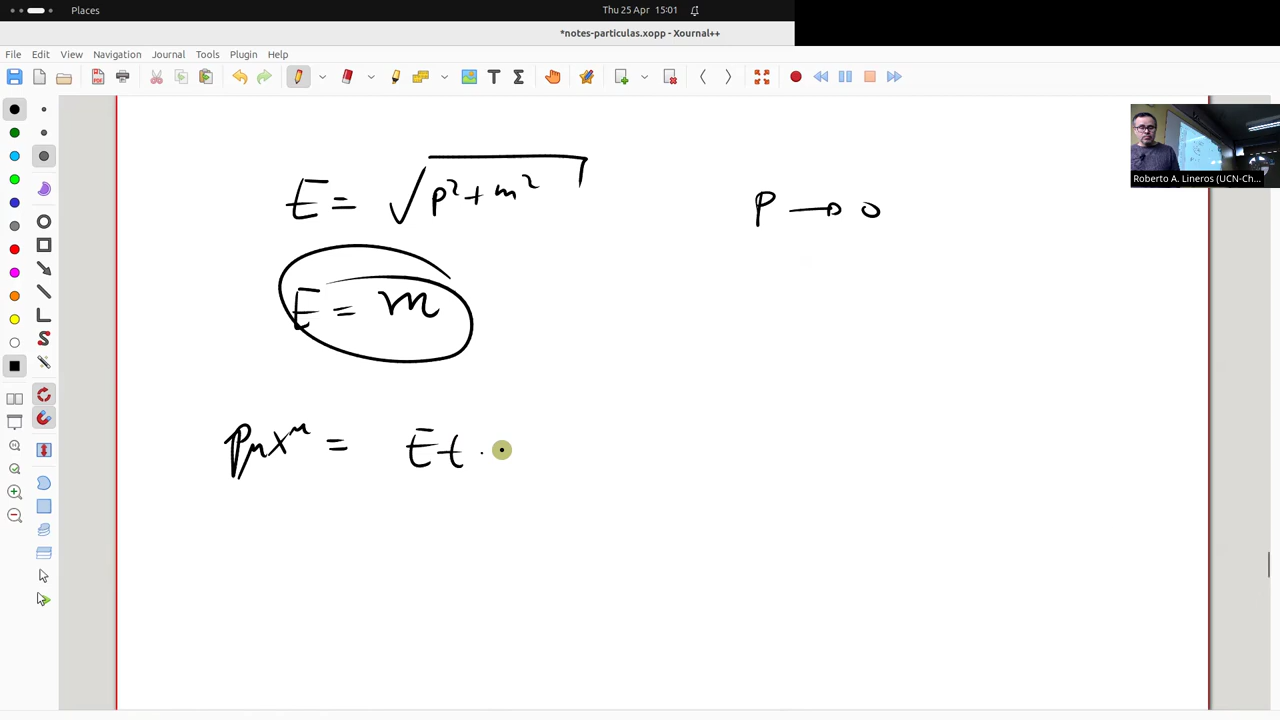 Places
Thu 25 Apr 15:01
*notes-particulas.xopp - Xournal++
File Edit View Navigation Journal Tools Plugin Help
Roberto A. Lineros (UCN-Ch...
E = √(p² + m²)
p → 0
E = m
pμ x^μ = Et .